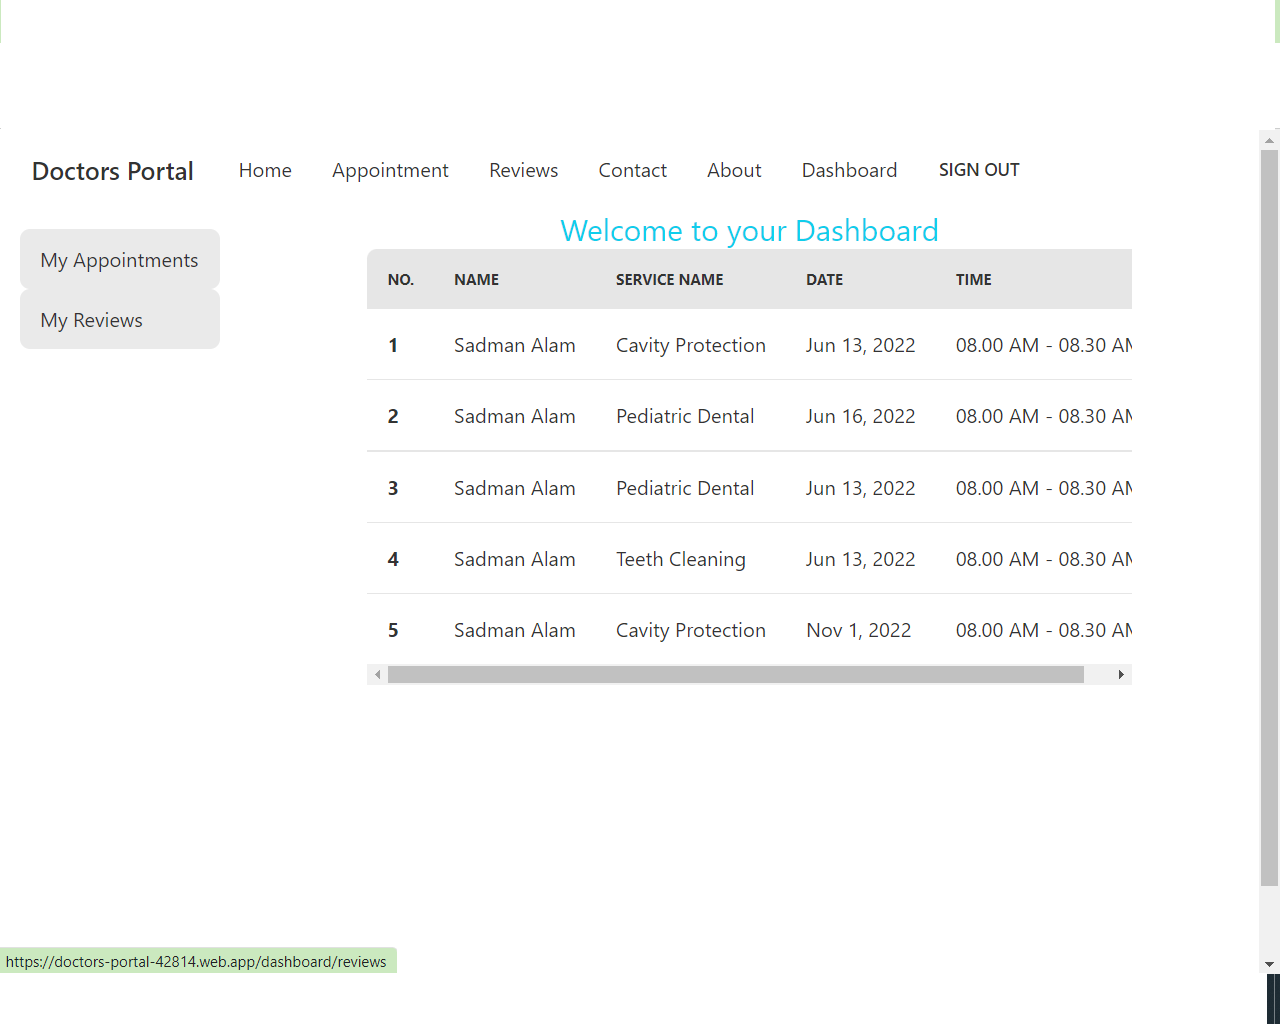 Doctors Portal Home Appointment Reviews Contact About Dashboard SIGN OUT
Welcome to your Dashboard
My Appointments
My Reviews
NO. NAME SERVICE NAME DATE TIME
1 Sadman Alam Cavity Protection Jun 13, 2022 08.00 AM - 08.30 AM
2 Sadman Alam Pediatric Dental Jun 16, 2022 08.00 AM - 08.30 AM
3 Sadman Alam Pediatric Dental Jun 13, 2022 08.00 AM - 08.30 AM
4 Sadman Alam Teeth Cleaning Jun 13, 2022 08.00 AM - 08.30 AM
5 Sadman Alam Cavity Protection Nov 1, 2022 08.00 AM - 08.30 AM
https://doctors-portal-42814.web.app/dashboard/reviews